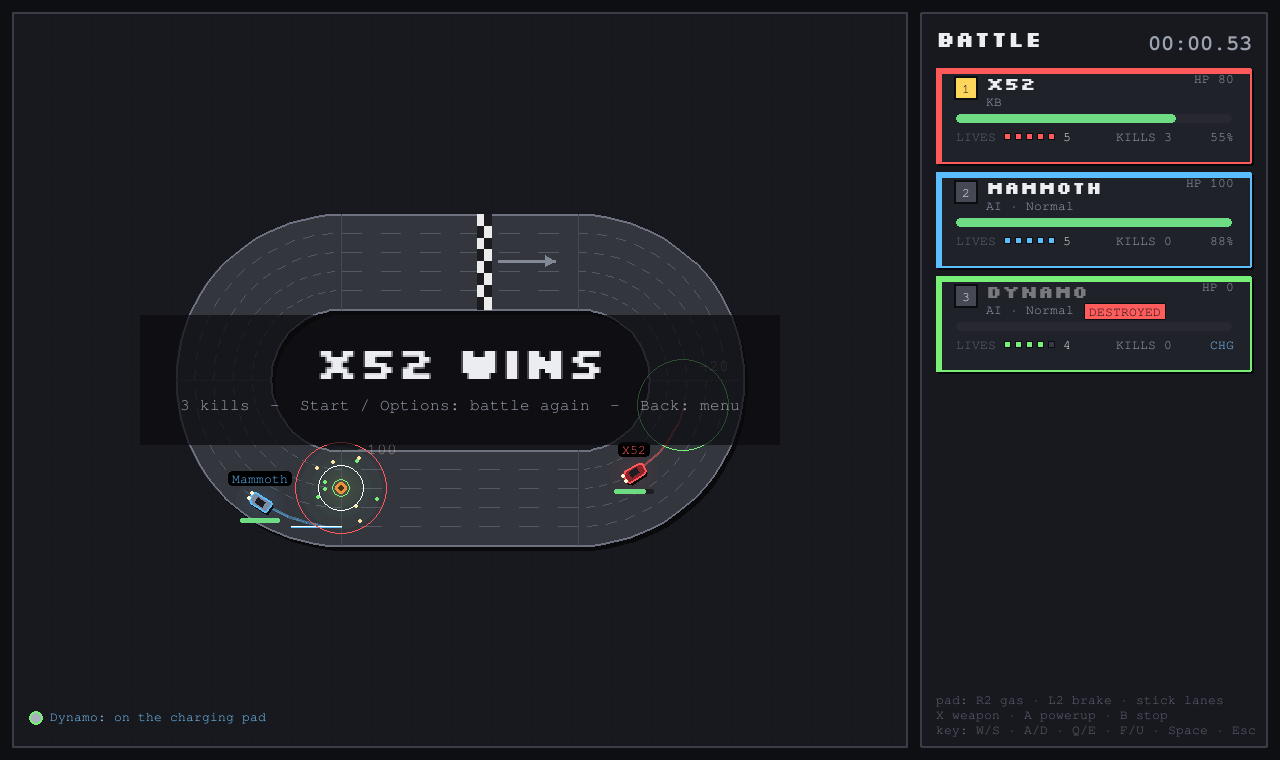 BATTLE 00:00.53
1 X52 HP 80
KB
LIVES 5 KILLS 3 55%
2 MAMMOTH HP 100
AI · Normal
LIVES 5 KILLS 0 88%
3 DYNAMO HP 0
AI · Normal DESTROYED
LIVES 4 KILLS 0 CHG
X52 WINS
3 kills – Start / Options: battle again – Back: menu
X52
Mammoth
Dynamo: on the charging pad
pad: R2 gas · L2 brake · stick lanes
X weapon · A powerup · B stop
key: W/S · A/D · Q/E · F/U · Space · Esc